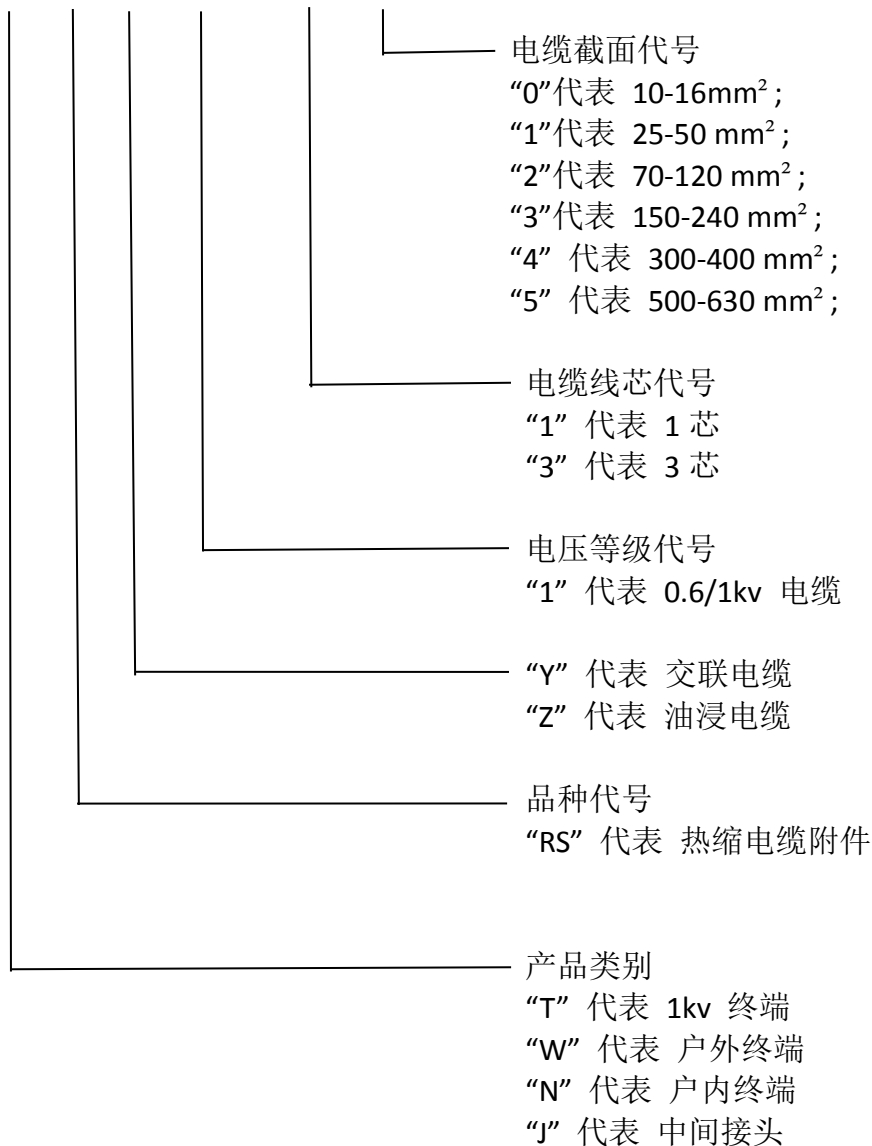 电缆截面代号
“0”代表 10-16mm²;
“1”代表 25-50 mm²;
“2”代表 70-120 mm²;
“3”代表 150-240 mm²;
“4” 代表 300-400 mm²;
“5” 代表 500-630 mm²;
电缆线芯代号
“1” 代表 1 芯
“3” 代表 3 芯
电压等级代号
“1” 代表 0.6/1kv 电缆
“Y” 代表 交联电缆
“Z” 代表 油浸电缆
品种代号
“RS” 代表 热缩电缆附件
产品类别
“T” 代表 1kv 终端
“W” 代表 户外终端
“N” 代表 户内终端
“J” 代表 中间接头